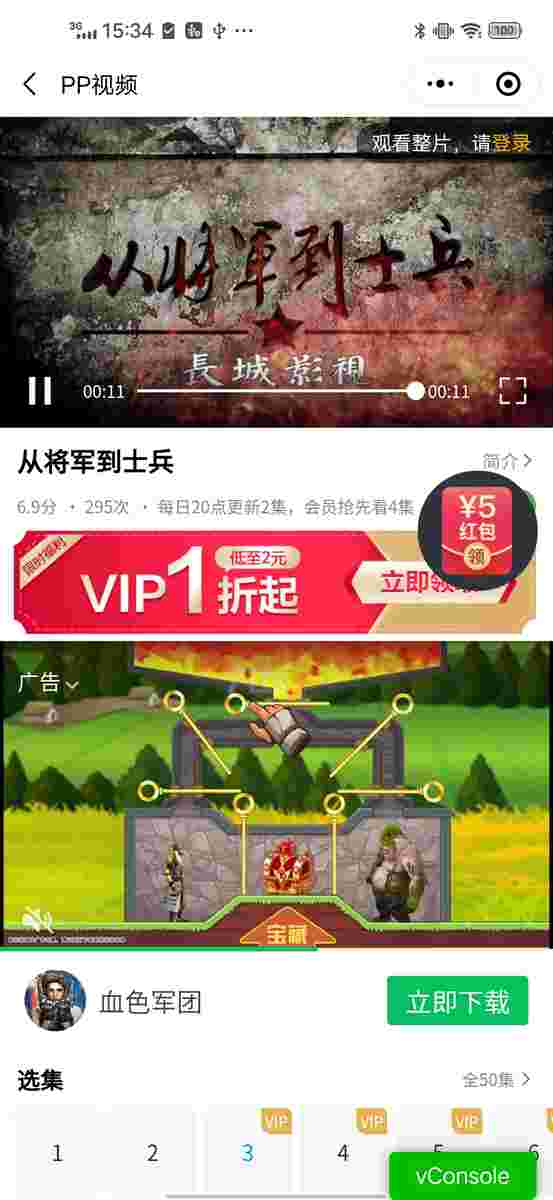 3G 15:34 100
PP视频
观看整片，请登录
从将軍到士兵
長城影視
00:11 00:11
从将军到士兵 简介
6.9分 · 295次 · 每日20点更新2集，会员抢先看4集
¥5
红包
领
限时福利
VIP1折起
低至2元
立即领
广告
宝藏
血色军团
立即下载
选集 全50集
VIP VIP VIP
1 2 3 4 5 6
vConsole